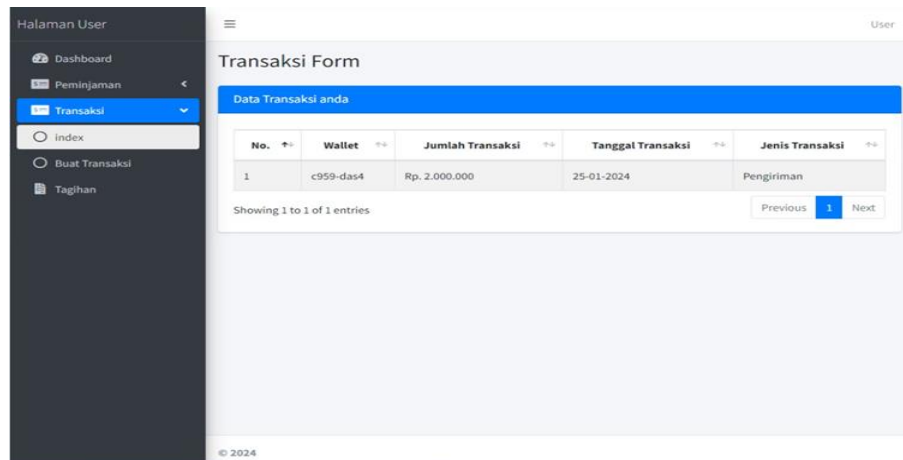 Halaman User
User
Dashboard
Peminjaman
Transaksi
index
Buat Transaksi
Tagihan
Transaksi Form
Data Transaksi anda
No. Wallet Jumlah Transaksi Tanggal Transaksi Jenis Transaksi
1 c959-das4 Rp. 2.000.000 25-01-2024 Pengiriman
Showing 1 to 1 of 1 entries
Previous 1 Next
© 2024